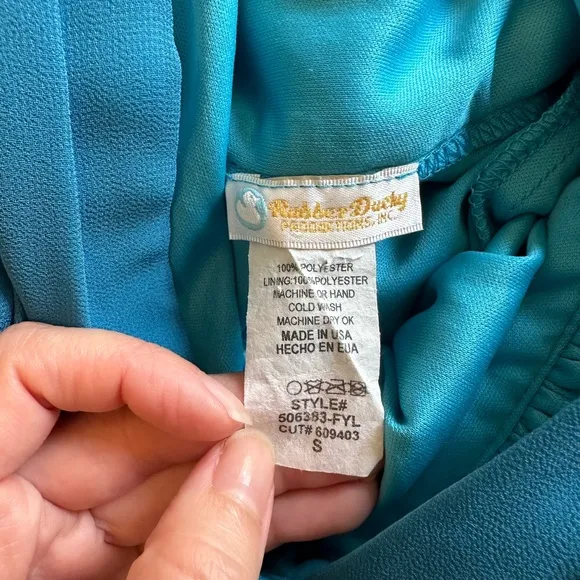 Rubber Ducky
PRODUCTIONS, INC.
100% POLYESTER
LINING:100%POLYESTER
MACHINE OR HAND
COLD WASH
MACHINE DRY OK
MADE IN USA
HECHO EN EUA
STYLE#
506383-FYL
CUT# 609403
S